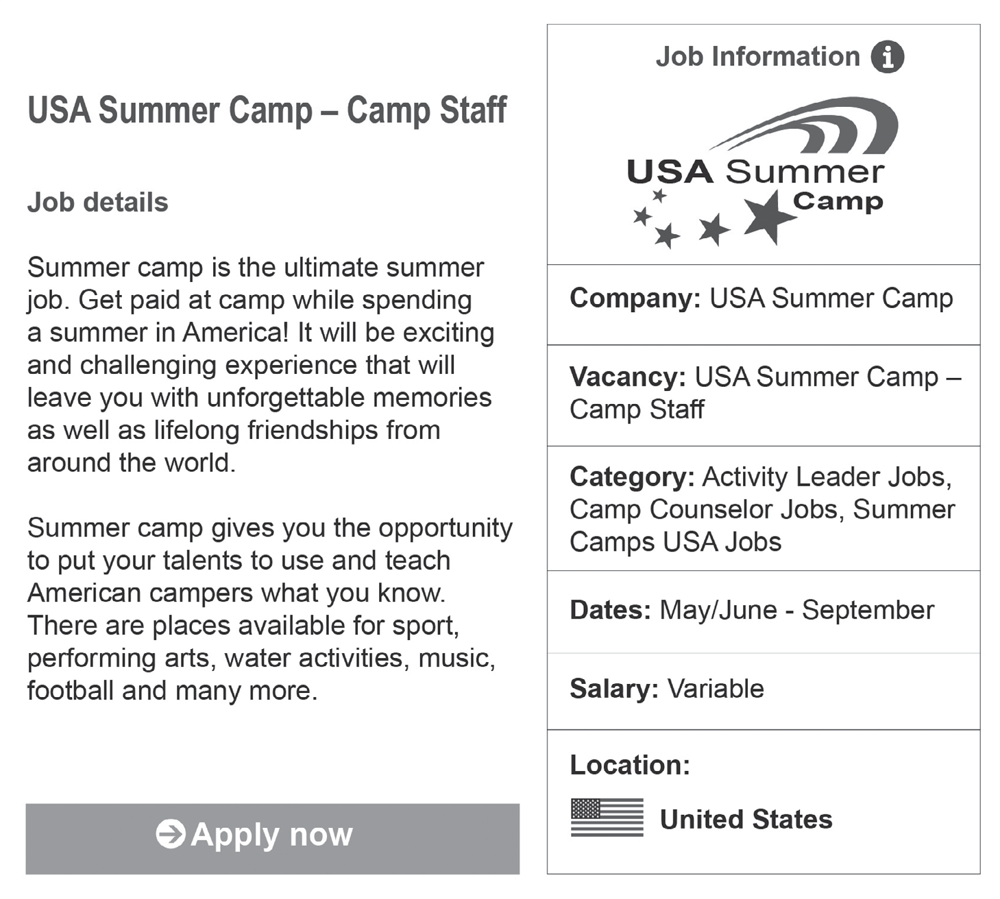 USA Summer Camp – Camp Staff
Job details
Summer camp is the ultimate summer
job. Get paid at camp while spending
a summer in America! It will be exciting
and challenging experience that will
leave you with unforgettable memories
as well as lifelong friendships from
around the world.
Summer camp gives you the opportunity
to put your talents to use and teach
American campers what you know.
There are places available for sport,
performing arts, water activities, music,
football and many more.
Apply now
Job Information i
USA Summer
Camp
Company: USA Summer Camp
Vacancy: USA Summer Camp –
Camp Staff
Category: Activity Leader Jobs,
Camp Counselor Jobs, Summer
Camps USA Jobs
Dates: May/June - September
Salary: Variable
Location:
United States